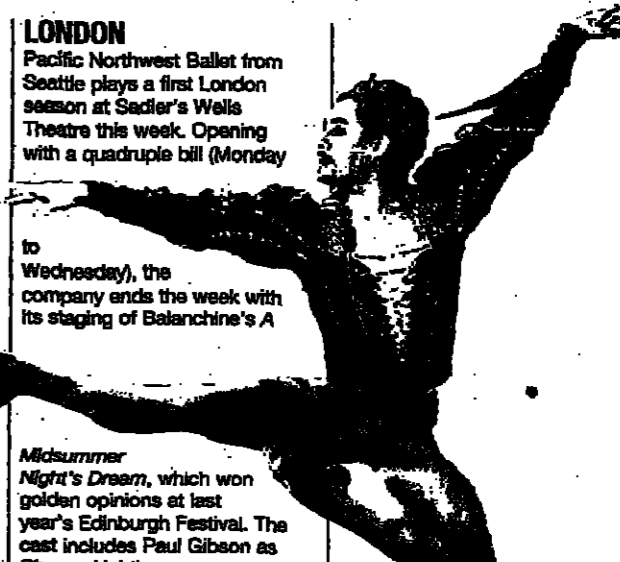 LONDON
Pacific Northwest Ballet from
Seattle plays a first London
season at Sadler's Wells
Theatre this week. Opening
with a quadruple bill (Monday
to
Wednesday), the
company ends the week with
its staging of Balanchine's A
Midsummer
Night's Dream, which won
golden opinions at last
year's Edinburgh Festival. The
cast includes Paul Gibson as